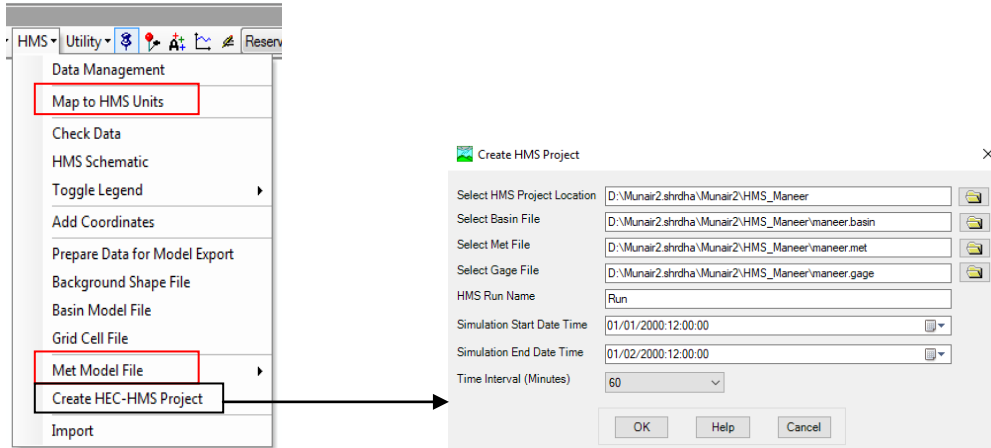 HMS Utility Reserv
Data Management
Map to HMS Units
Check Data
HMS Schematic
Toggle Legend
Add Coordinates
Prepare Data for Model Export
Background Shape File
Basin Model File
Grid Cell File
Met Model File
Create HEC-HMS Project
Import
Create HMS Project
Select HMS Project Location D:\Munair2.shrdha\Munair2\HMS_Maneer
Select Basin File D:\Munair2.shrdha\Munair2\HMS_Maneer\maneer.basin
Select Met File D:\Munair2.shrdha\Munair2\HMS_Maneer\maneer.met
Select Gage File D:\Munair2.shrdha\Munair2\HMS_Maneer\maneer.gage
HMS Run Name Run
Simulation Start Date Time 01/01/2000:12:00:00
Simulation End Date Time 01/02/2000:12:00:00
Time Interval (Minutes) 60
OK Help Cancel